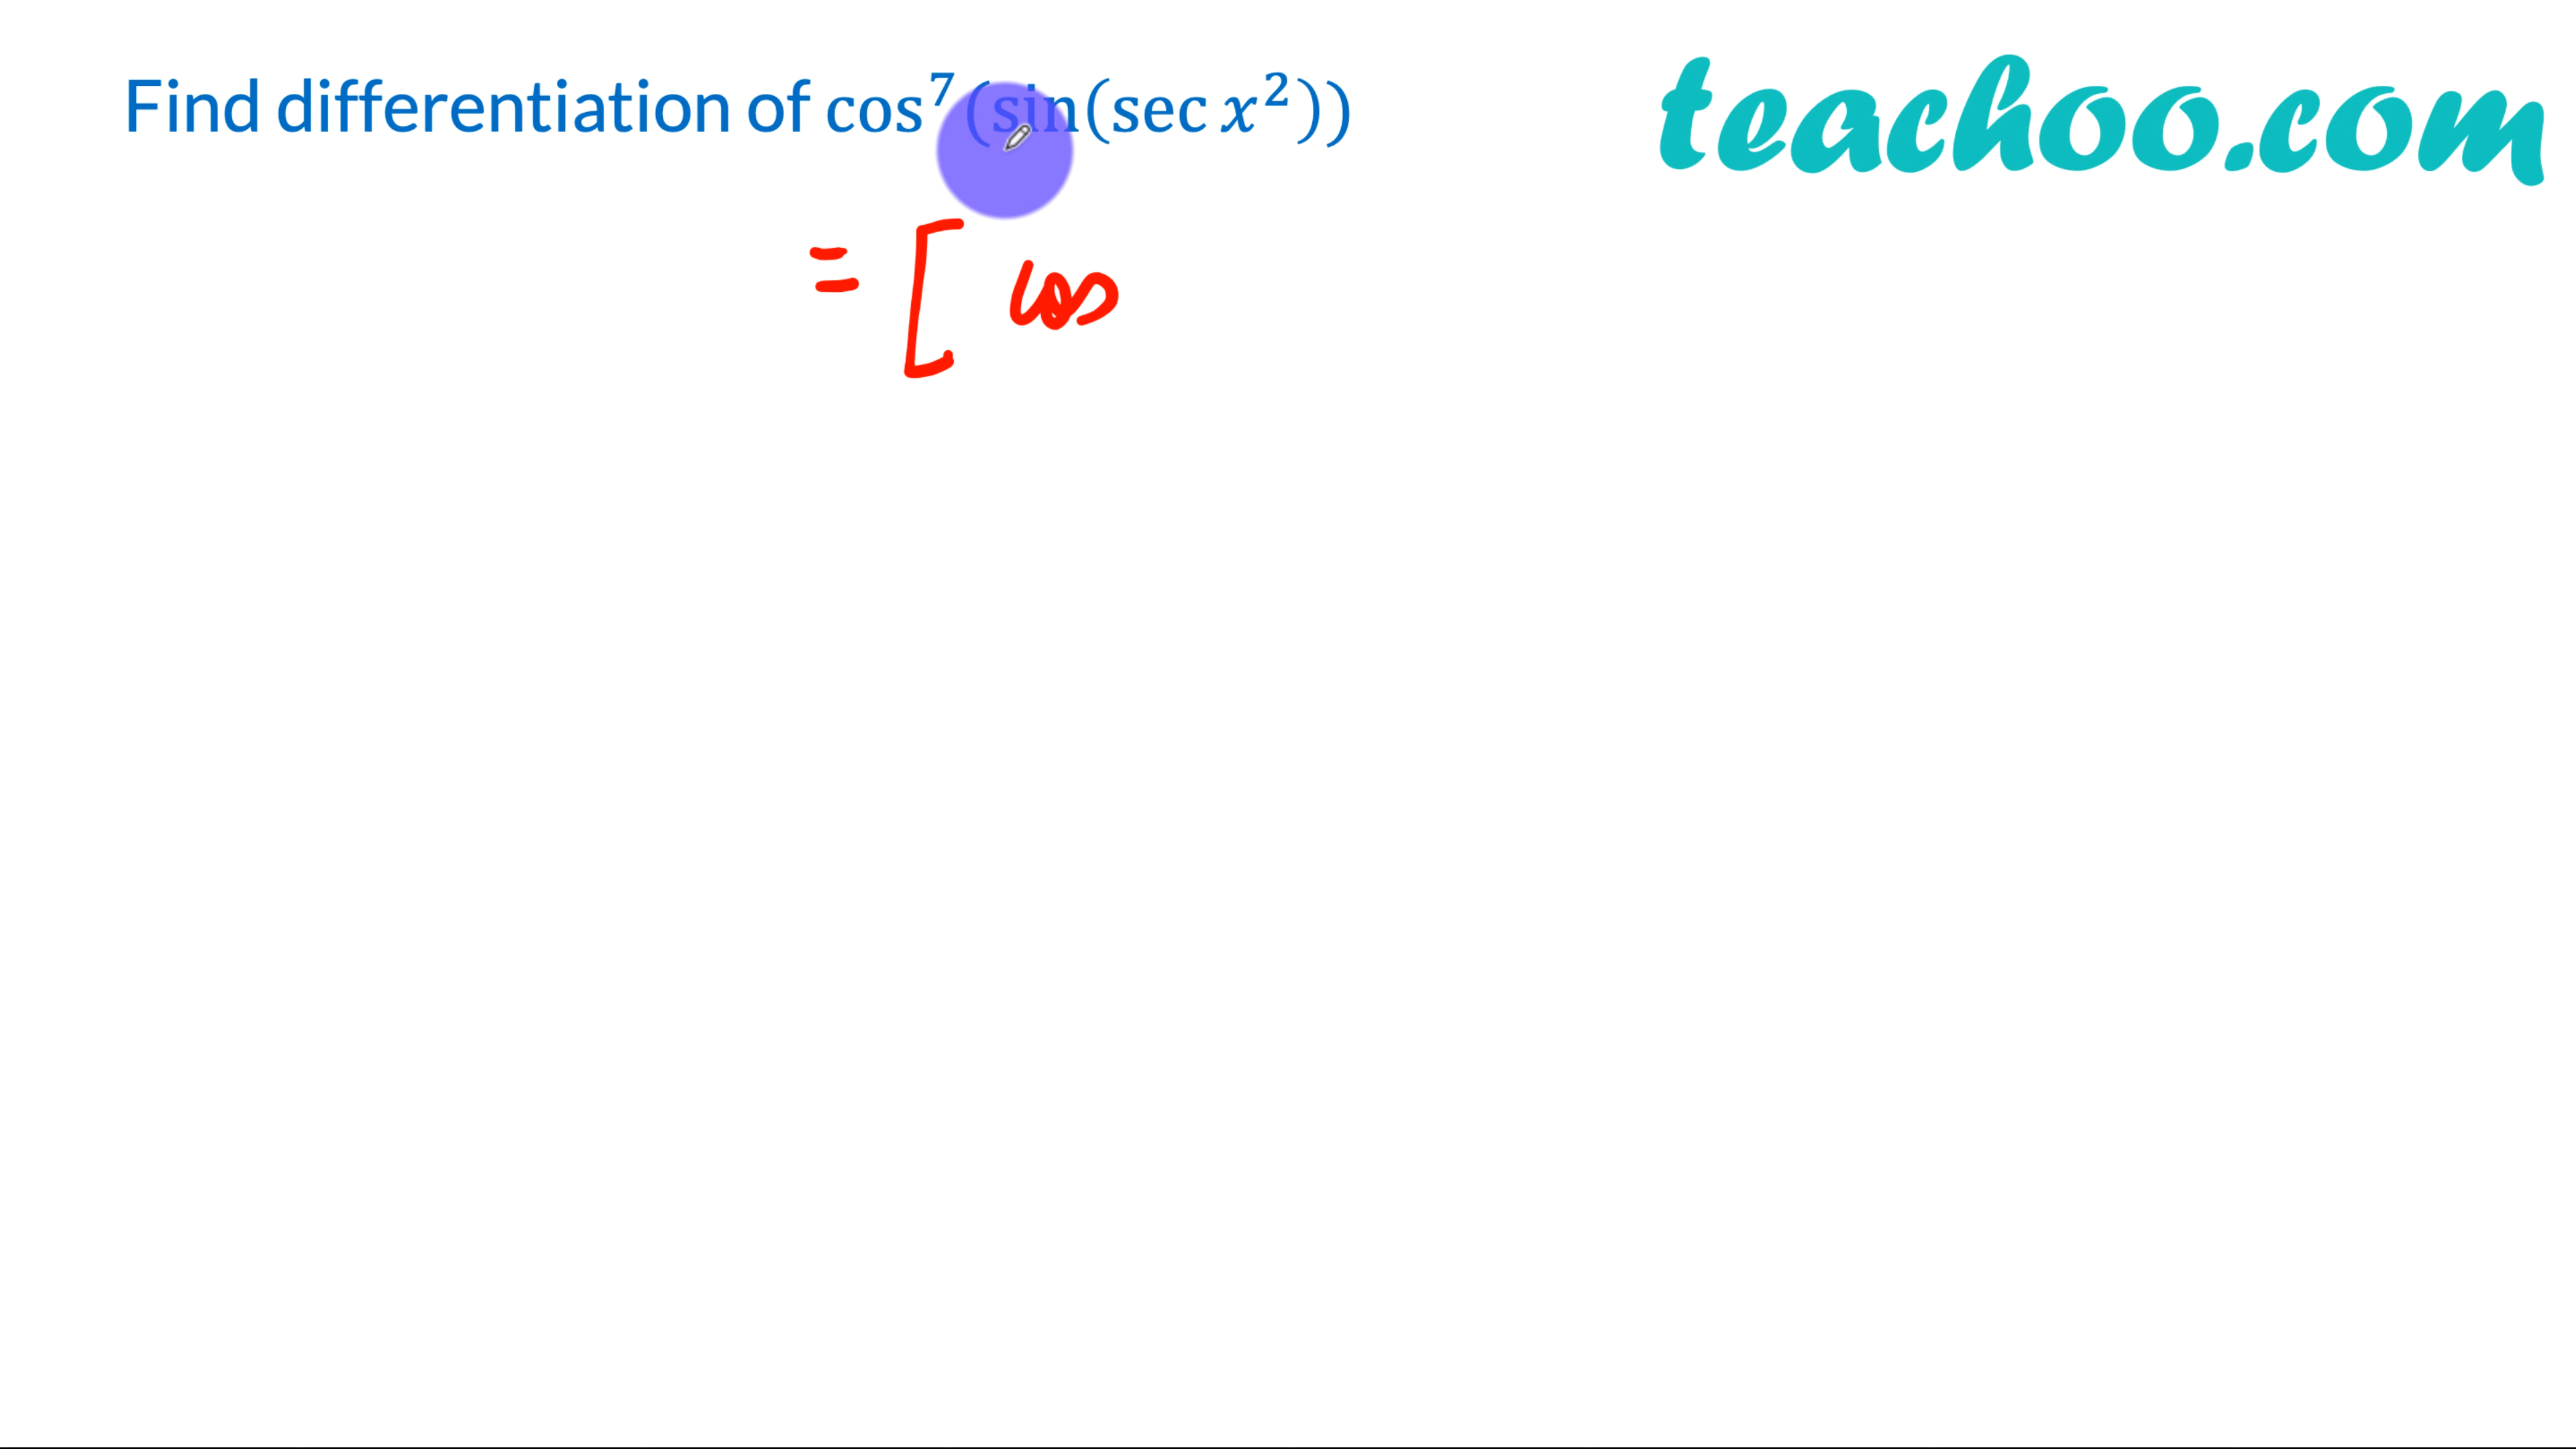 Find differentiation of cos⁷(sin(sec x²))
teachoo.com
= [ cos